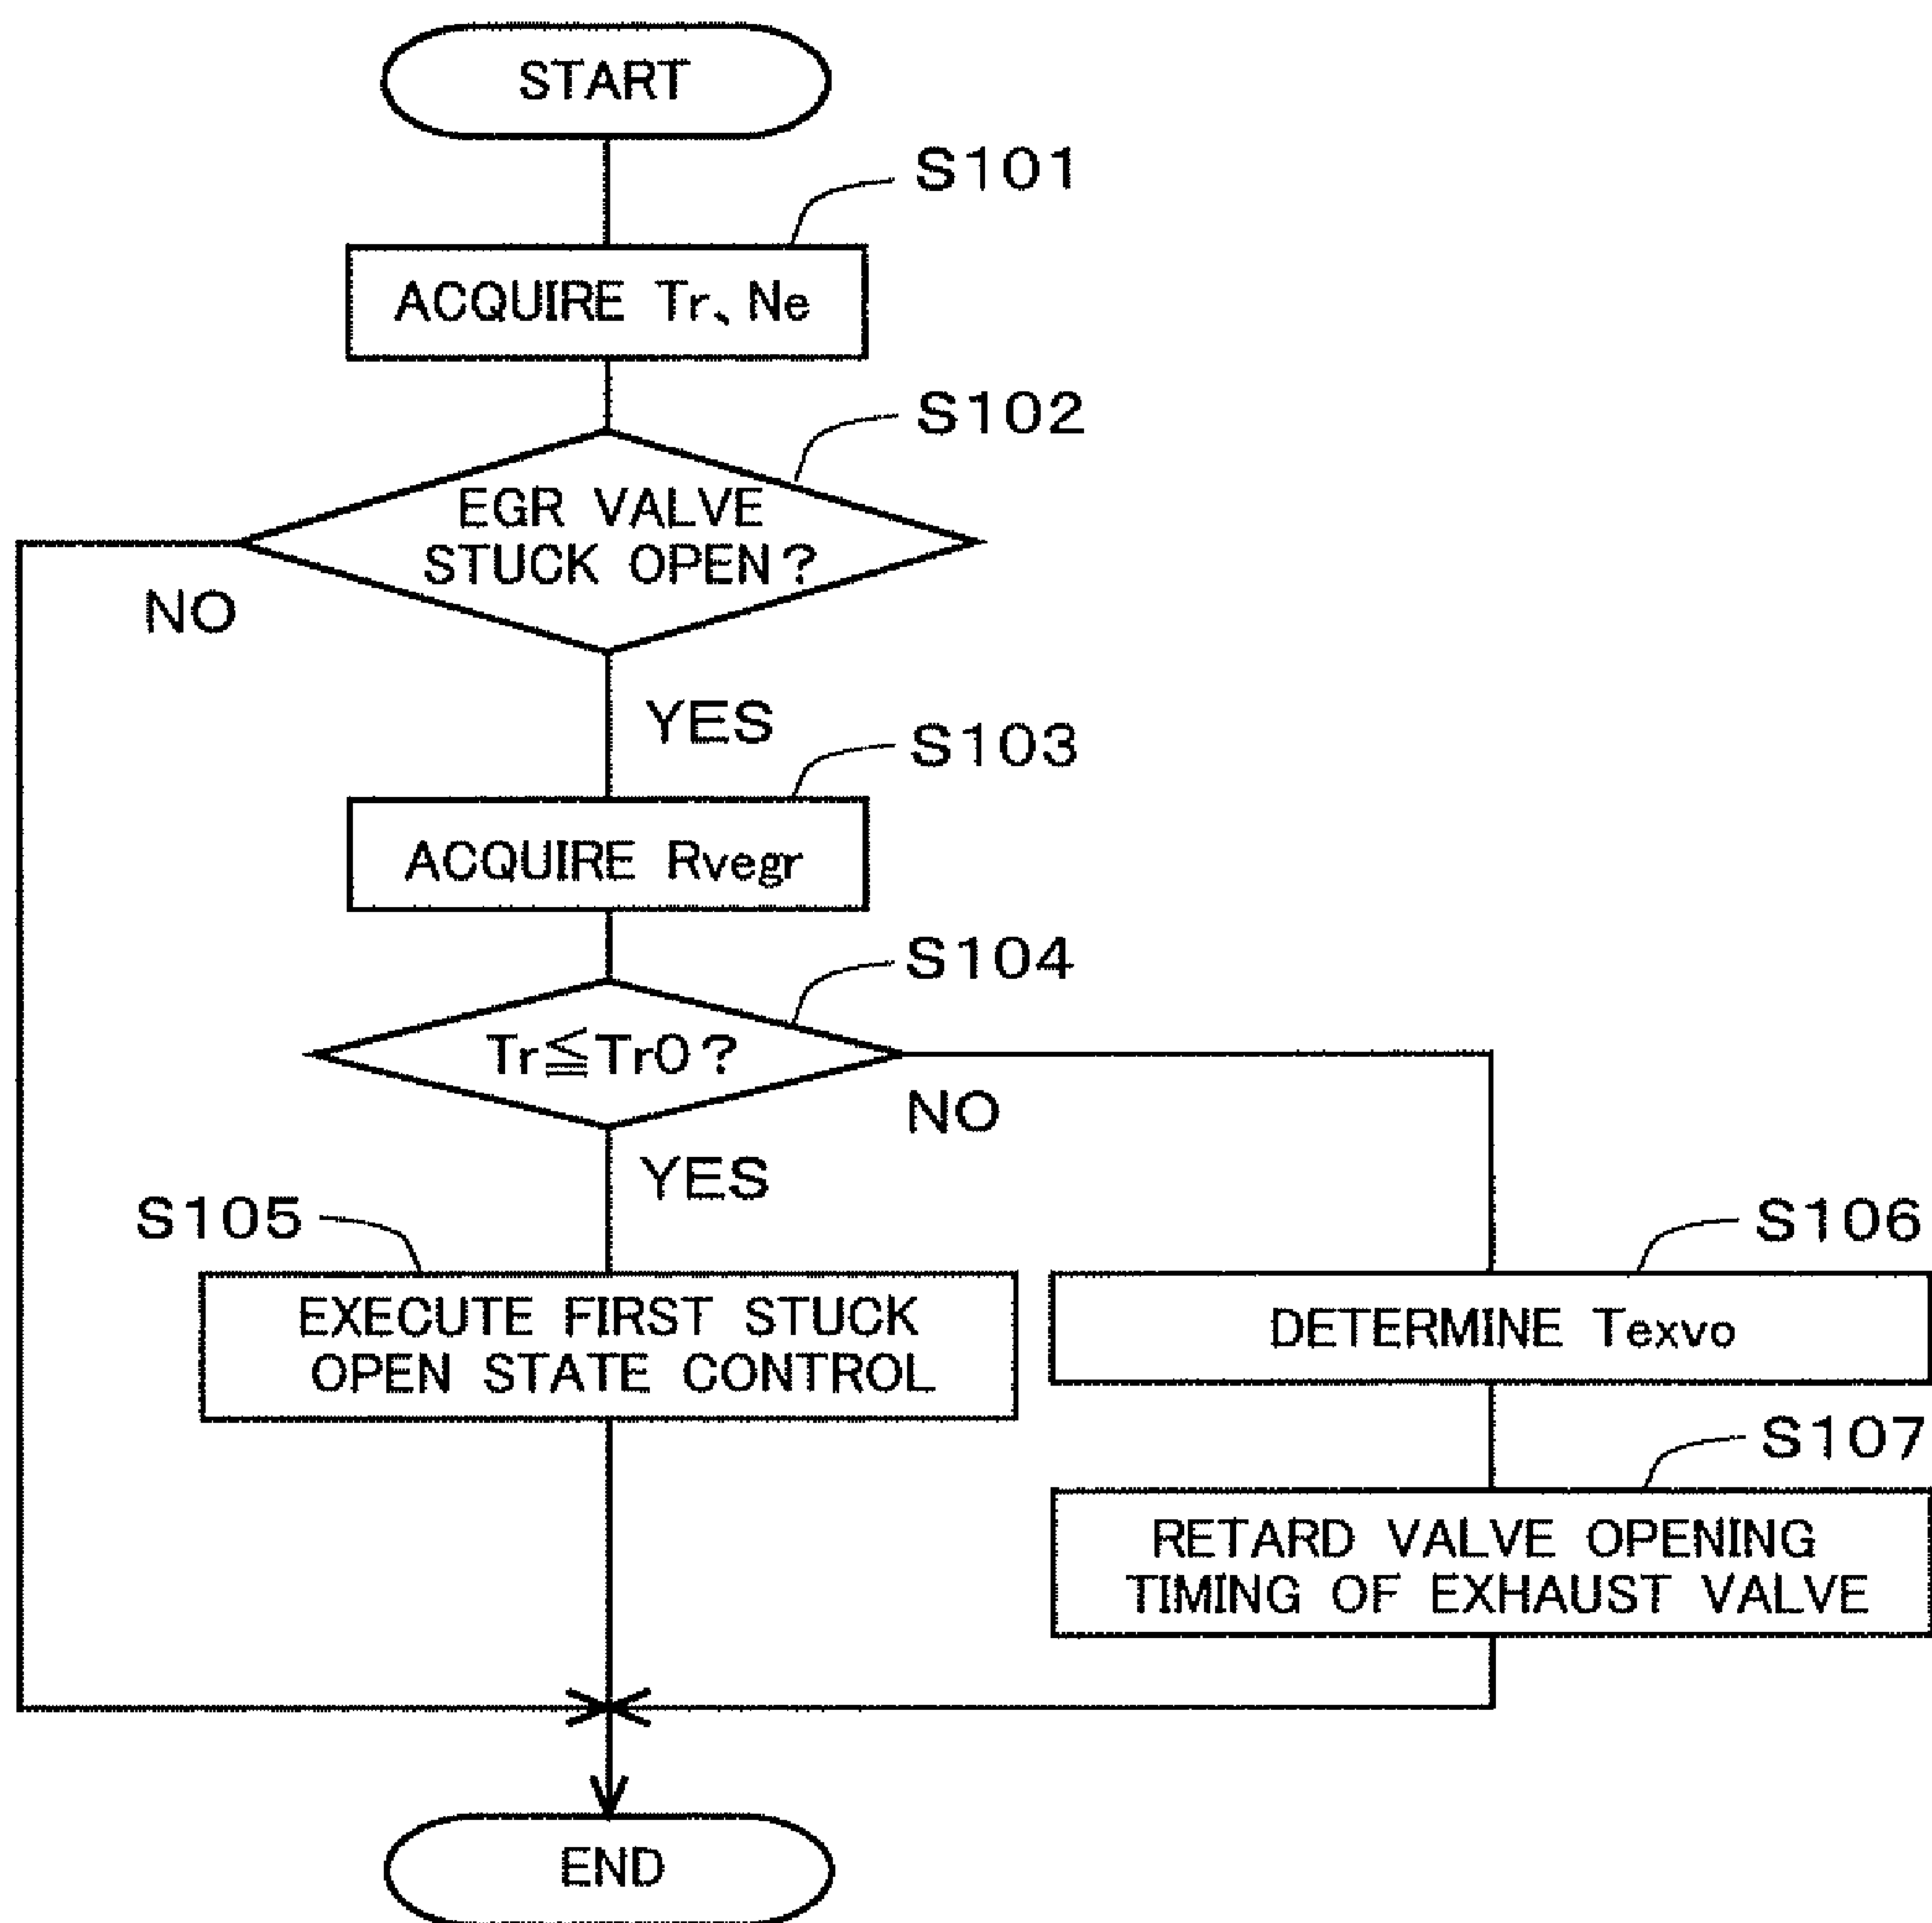 START
S101
ACQUIRE Tr、Ne
S102
EGR VALVE
STUCK OPEN?
NO
YES
S103
ACQUIRE Rvegr
S104
Tr≦Tr0?
NO
YES
S105
EXECUTE FIRST STUCK
OPEN STATE CONTROL
S106
DETERMINE Texvo
S107
RETARD VALVE OPENING
TIMING OF EXHAUST VALVE
END